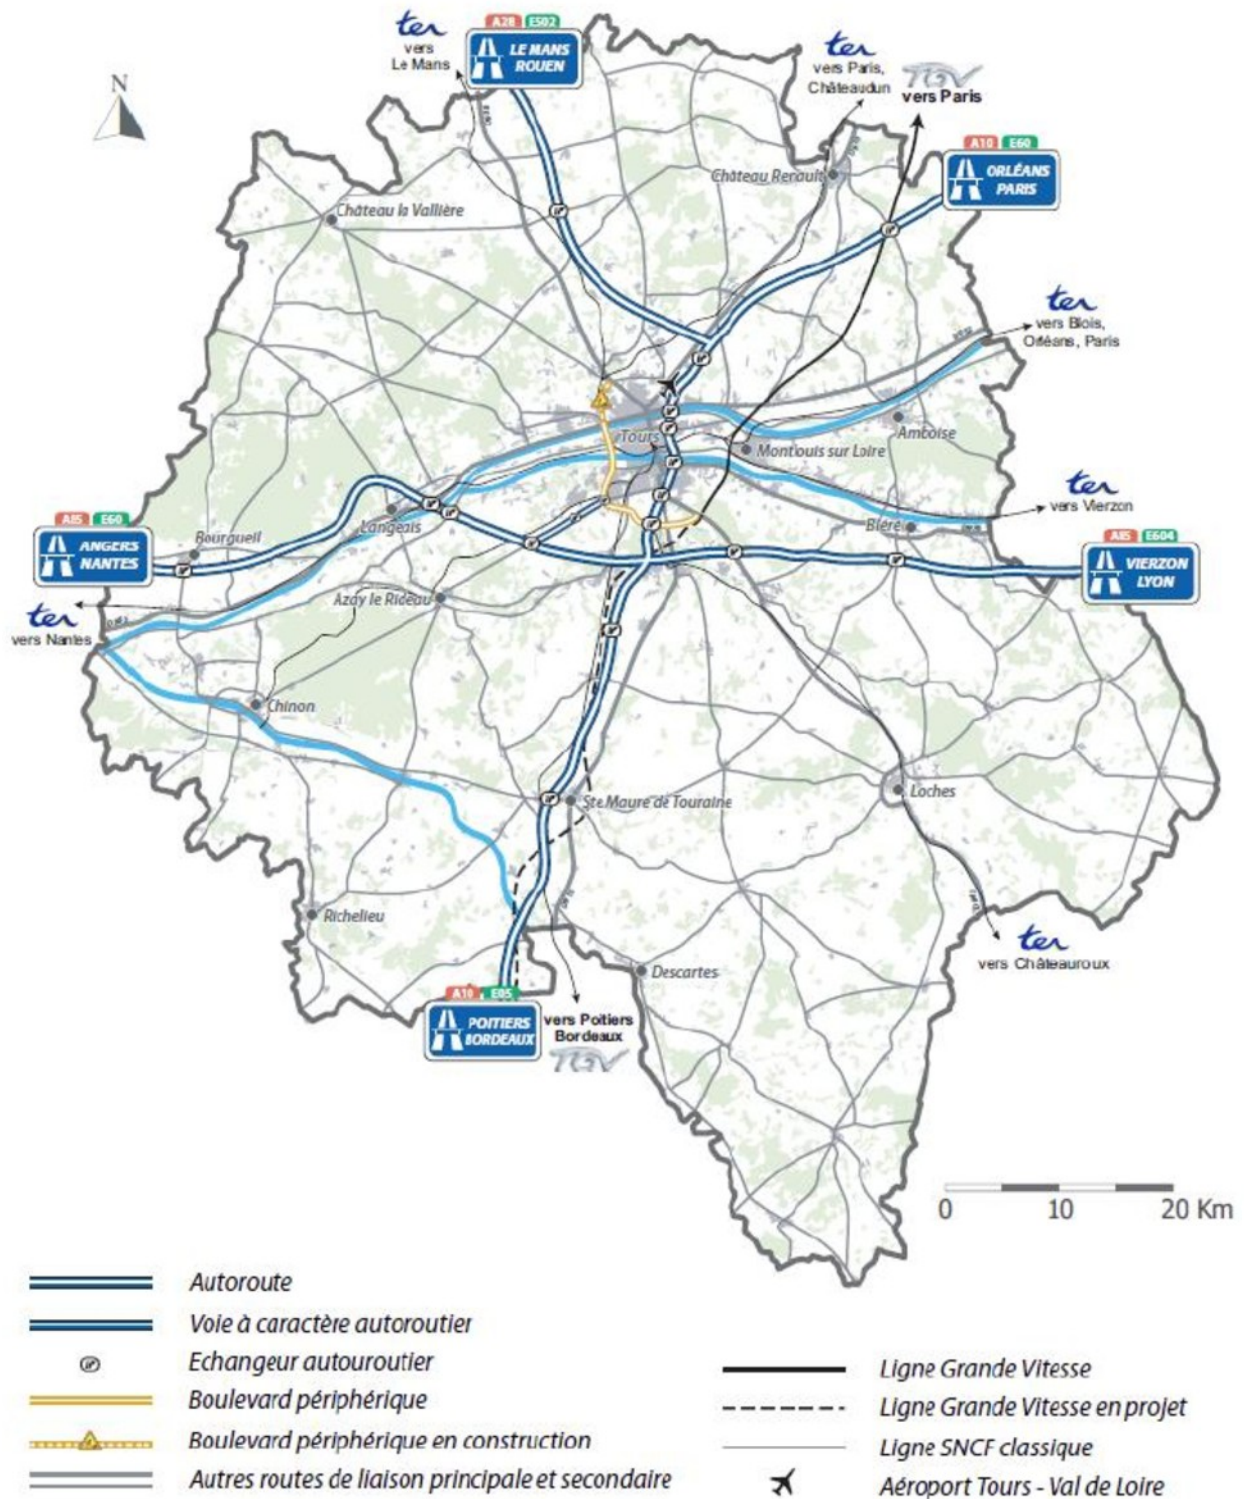 A28 E502
LE MANS
ROUEN
ter
vers
Le Mans
N
ter
vers Paris,
Châteaudun
TGV
vers Paris
A10 E60
ORLÉANS
PARIS
Château Renault
Château la Vallière
ter
vers Blois,
Orléans, Paris
Amboise
Tours
Montlouis sur Loire
ter
vers Vierzon
Langeais
Bléré
A85 E60
ANGERS
NANTES
Bourgueil
A85 E604
VIERZON
LYON
Azay le Rideau
ter
vers Nantes
Chinon
Loches
Ste Maure de Touraine
Richelieu
ter
vers Châteauroux
Descartes
A10 E05
POITIERS
BORDEAUX
vers Poitiers
Bordeaux
TGV
0 10 20 Km
Autoroute
Voie à caractère autoroutier
Echangeur autouroutier
Boulevard périphérique
Boulevard périphérique en construction
Autres routes de liaison principale et secondaire
Ligne Grande Vitesse
Ligne Grande Vitesse en projet
Ligne SNCF classique
Aéroport Tours - Val de Loire